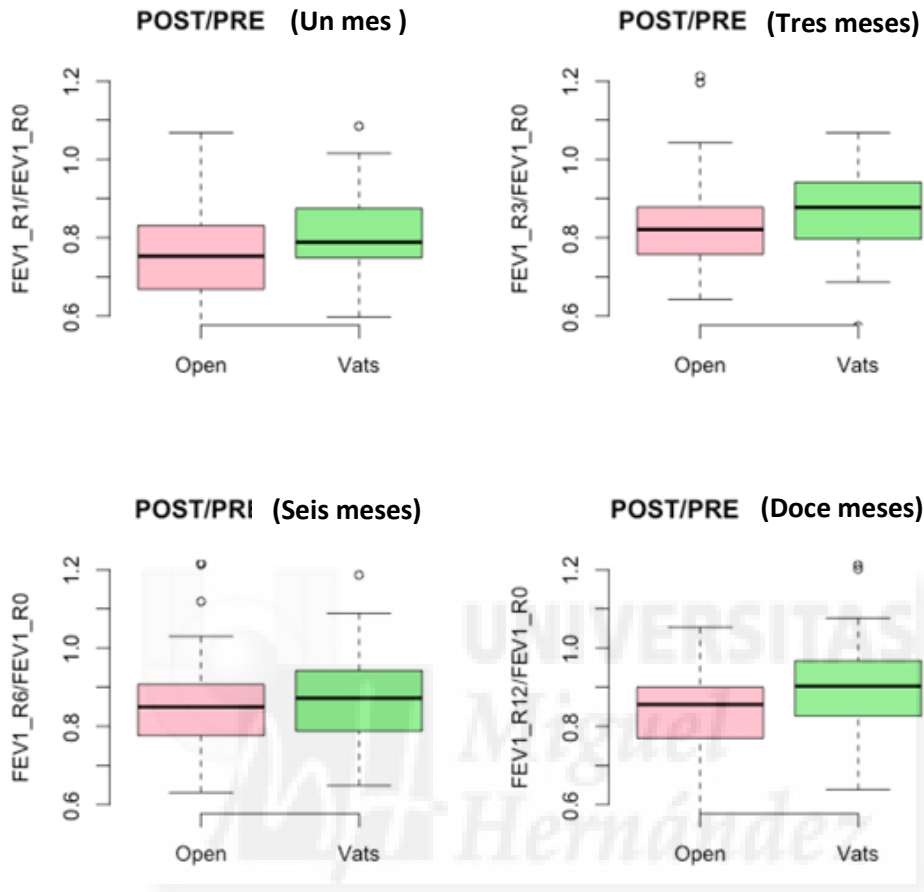 POST/PRE (Un mes )
FEV1_R1/FEV1_R0
1.2
1.0
0.8
0.6
Open Vats
POST/PRE (Tres meses)
FEV1_R3/FEV1_R0
1.2
1.0
0.8
0.6
Open Vats
POST/PRE (Seis meses)
FEV1_R6/FEV1_R0
1.2
1.0
0.8
0.6
Open Vats
POST/PRE (Doce meses)
FEV1_R12/FEV1_R0
1.2
1.0
0.8
0.6
Open Vats
UNIVERSITAS
Miguel
Hernández